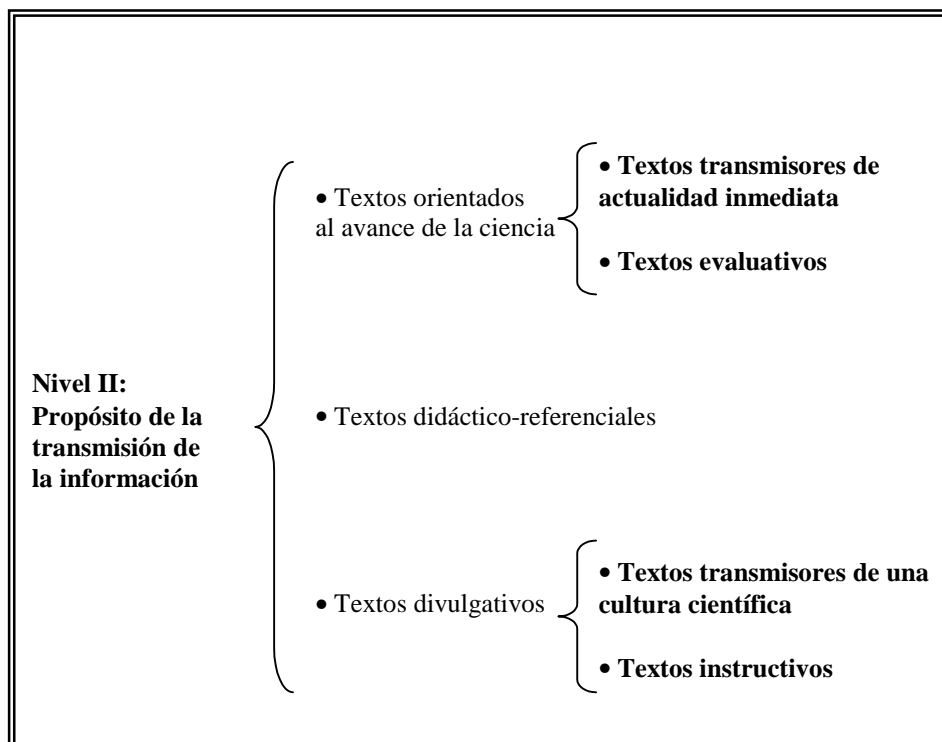 • Textos transmisores de
actualidad inmediata
• Textos orientados
al avance de la ciencia
• Textos evaluativos
Nivel II:
Propósito de la
transmisión de
la información
• Textos didáctico-referenciales
• Textos transmisores de una
cultura científica
• Textos divulgativos
• Textos instructivos